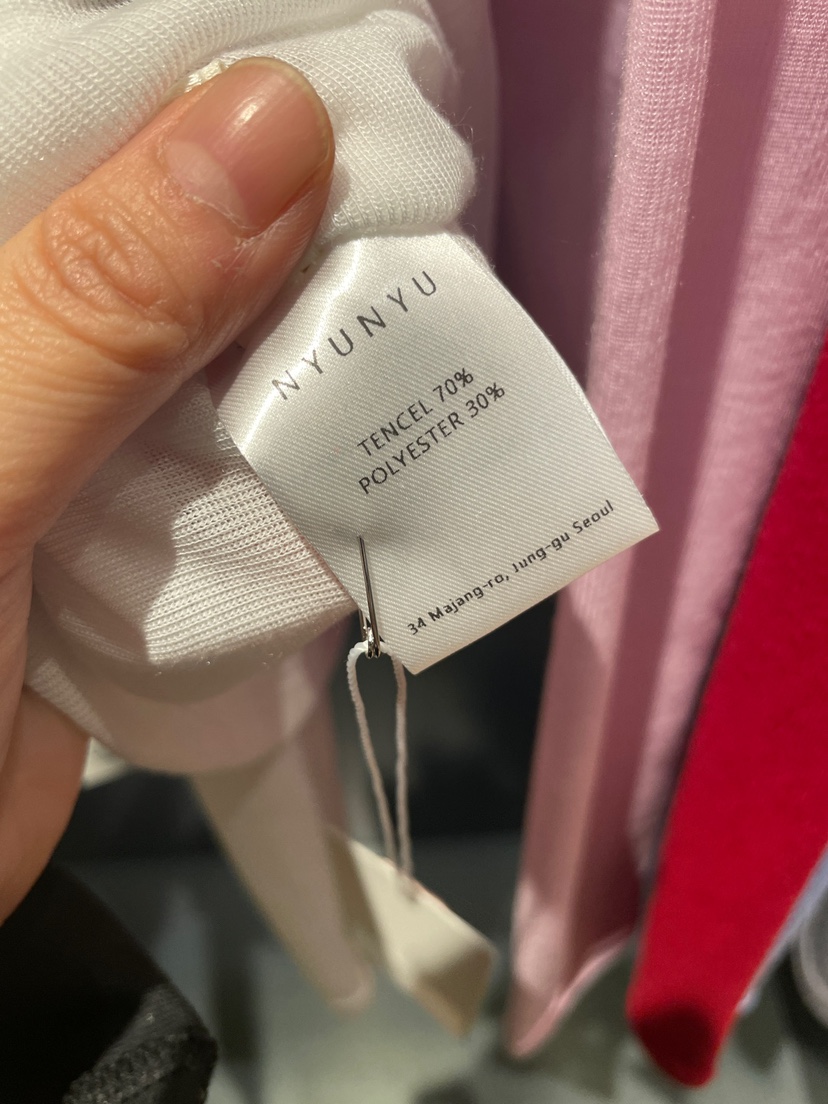 NYUNYU
TENCEL 70%
POLYESTER 30%
34 Majang-ro, Jung-gu Seoul